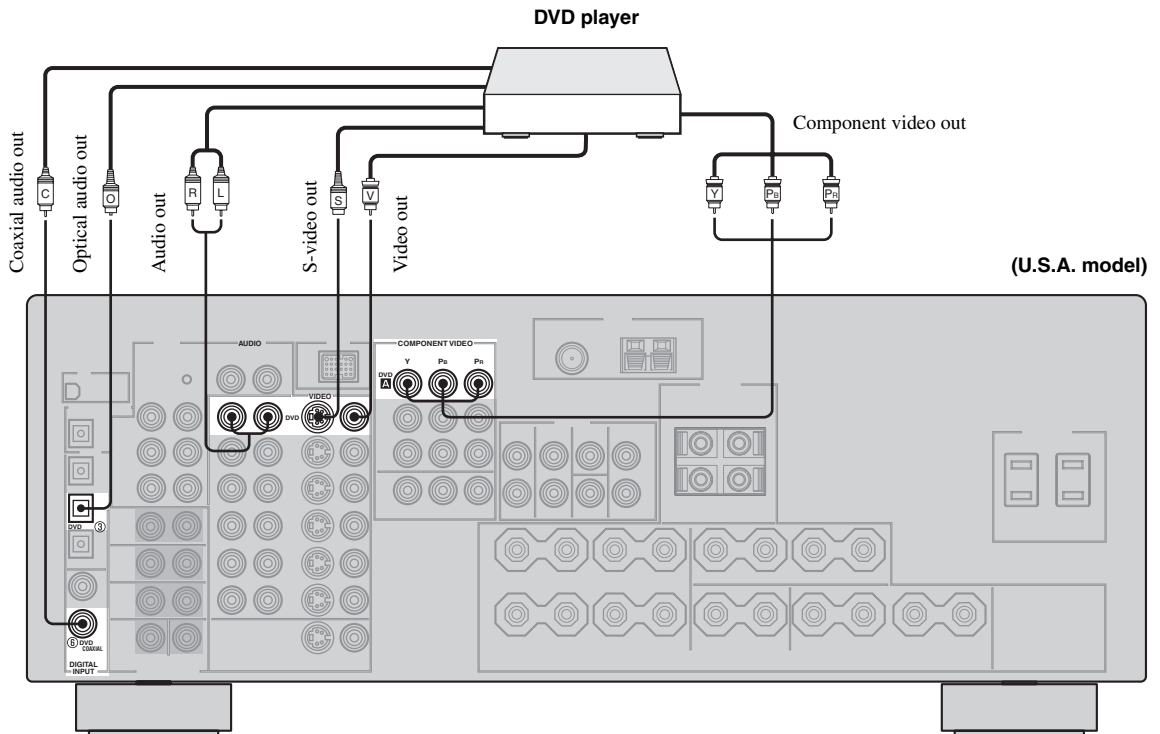 DVD player
Coaxial audio out
Optical audio out
Audio out
S-video out
Video out
Component video out
C
O
R
L
S
V
Y
PB
PR
(U.S.A. model)
AUDIO
VIDEO
COMPONENT VIDEO
Y
PB
PR
DVD
A
DVD
DVD
③
⑥
DVD
COAXIAL
DIGITAL
INPUT